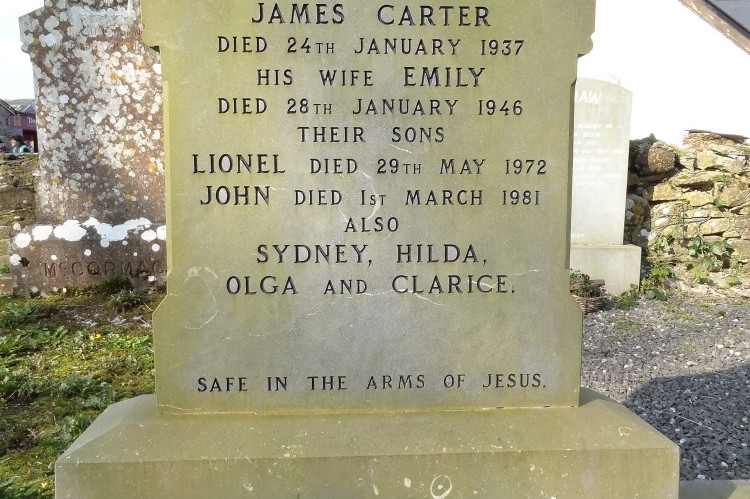 JAMES CARTER
DIED 24TH JANUARY 1937
HIS WIFE EMILY
DIED 28TH JANUARY 1946
THEIR SONS
LIONEL DIED 29TH MAY 1972
JOHN DIED 1ST MARCH 1981
ALSO
SYDNEY, HILDA,
OLGA AND CLARICE.
SAFE IN THE ARMS OF JESUS.